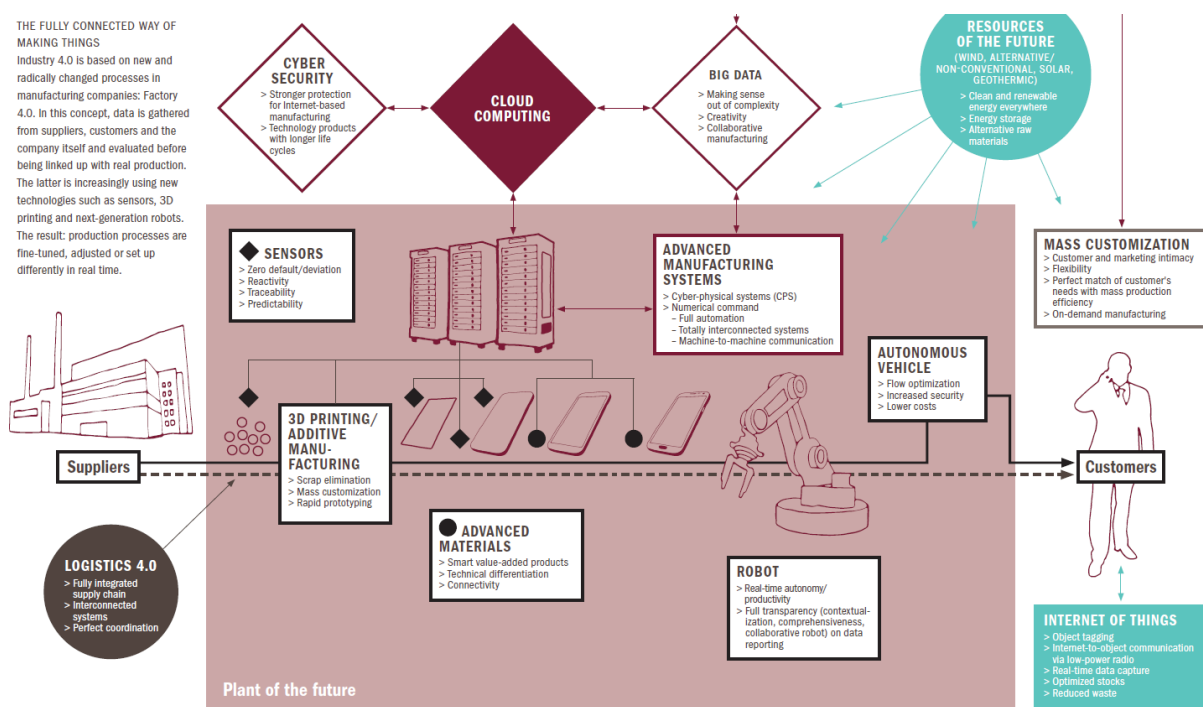 THE FULLY CONNECTED WAY OF
MAKING THINGS
Industry 4.0 is based on new and
radically changed processes in
manufacturing companies: Factory
4.0. In this concept, data is gathered
from suppliers, customers and the
company itself and evaluated before
being linked up with real production.
The latter is increasingly using new
technologies such as sensors, 3D
printing and next-generation robots.
The result: production processes are
fine-tuned, adjusted or set up
differently in real time.
CYBER
SECURITY
> Stronger protection
for Internet-based
manufacturing
> Technology products
with longer life
cycles
CLOUD
COMPUTING
BIG DATA
> Making sense
out of complexity
> Creativity
> Collaborative
manufacturing
RESOURCES
OF THE FUTURE
(WIND, ALTERNATIVE/
NON-CONVENTIONAL, SOLAR,
GEOTHERMIC)
> Clean and renewable
energy everywhere
> Energy storage
> Alternative raw
materials
SENSORS
> Zero default/deviation
> Reactivity
> Traceability
> Predictability
ADVANCED
MANUFACTURING
SYSTEMS
> Cyber-physical systems (CPS)
> Numerical command
– Full automation
– Totally interconnected systems
– Machine-to-machine communication
MASS CUSTOMIZATION
> Customer and marketing intimacy
> Flexibility
> Perfect match of customer's
needs with mass production
efficiency
> On-demand manufacturing
AUTONOMOUS
VEHICLE
> Flow optimization
> Increased security
> Lower costs
3D PRINTING/
ADDITIVE
MANU-
FACTURING
> Scrap elimination
> Mass customization
> Rapid prototyping
Suppliers
Customers
LOGISTICS 4.0
> Fully integrated
supply chain
> Interconnected
systems
> Perfect coordination
ADVANCED
MATERIALS
> Smart value-added products
> Technical differentiation
> Connectivity
ROBOT
> Real-time autonomy/
productivity
> Full transparency (contextual-
ization, comprehensiveness,
collaborative robot) on data
reporting
INTERNET OF THINGS
> Object tagging
> Internet-to-object communication
via low-power radio
> Real-time data capture
> Optimized stocks
> Reduced waste
Plant of the future